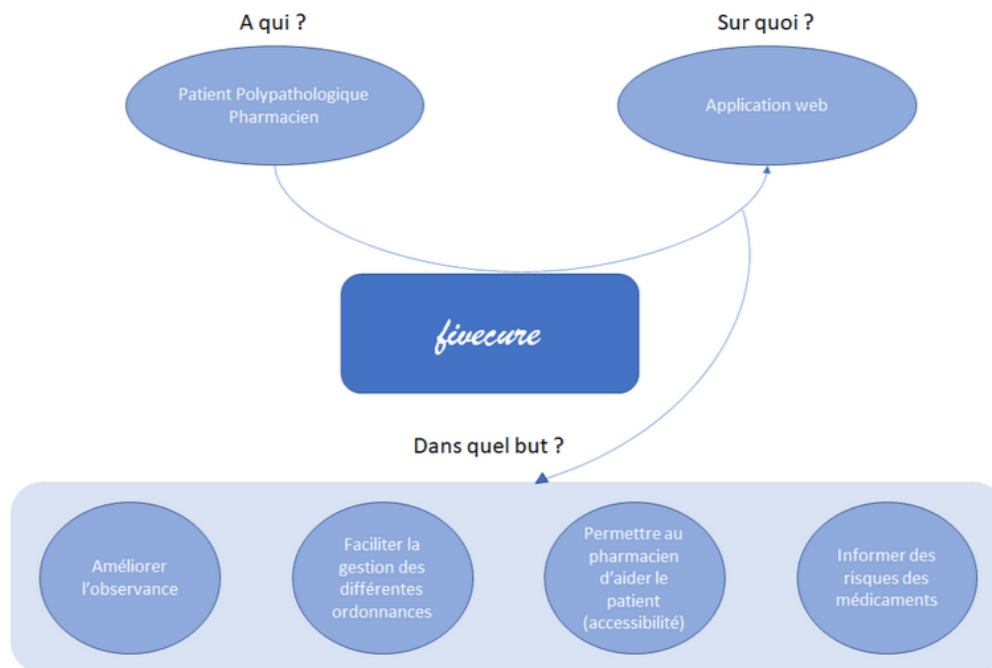 A qui ?
Sur quoi ?
Patient Polypathologique
Pharmacien
Application web
fivecure
Dans quel but ?
Améliorer
l'observance
Faciliter la
gestion des
différentes
ordonnances
Permettre au
pharmacien
d'aider le
patient
(accessibilité)
Informer des
risques des
médicaments